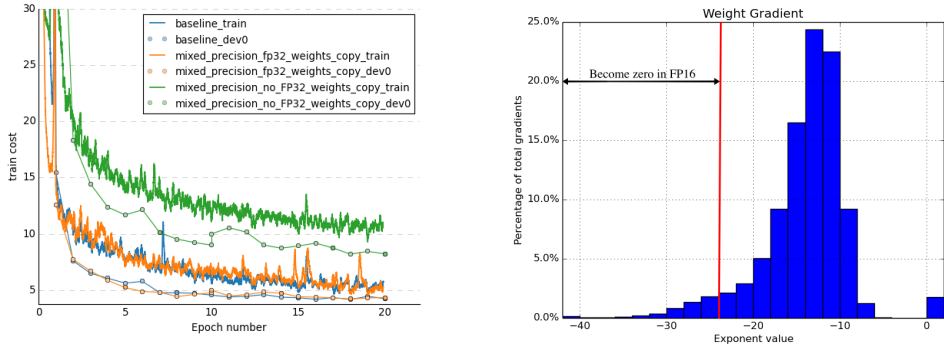 30
25
20
15
10
5
train cost
0
5
10
15
20
Epoch number
baseline_train
baseline_dev0
mixed_precision_fp32_weights_copy_train
mixed_precision_fp32_weights_copy_dev0
mixed_precision_no_FP32_weights_copy_train
mixed_precision_no_FP32_weights_copy_dev0
Weight Gradient
25.0%
20.0%
15.0%
10.0%
5.0%
0.0%
Percentage of total gradients
Become zero in FP16
−40
−30
−20
−10
0
Exponent value